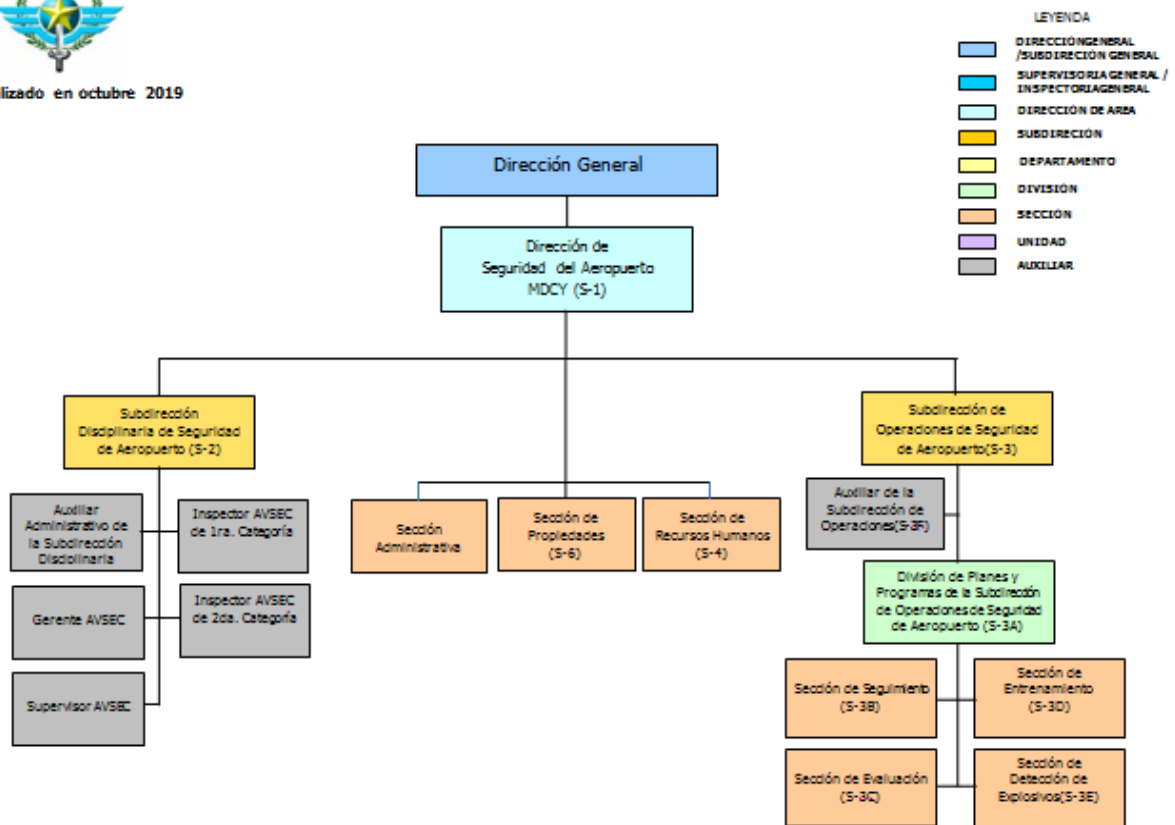 lizado en octubre 2019
LEYENDA
DIRECCIÓNGENERAL
/SUBDIRECIÓN GENERAL
SUPERVISORIAGENERAL /
INSPECTORIAGENERAL
DIRECCIÓN DE AREA
SUBDIRECIÓN
DEPARTAMENTO
DIVISIÓN
SECCIÓN
UNIDAD
AUXILIAR
Dirección General
Dirección de
Seguridad del Aeropuerto
MDCY (S-1)
Subdirección
Disciplinaria de Seguridad
de Aeropuerto (S-2)
Subdirección de
Operaciones de Seguridad
de Aeropuerto(S-3)
Auxiliar
Administrativo de
la Subdirección
Disciplinaria
Inspector AVSEC
de 1ra. Categoría
Gerente AVSEC
Inspector AVSEC
de 2da. Categoría
Supervisor AVSEC
Sección
Administrativa
Sección de
Propiedades
(S-6)
Sección de
Recursos Humanos
(S-4)
Auxiliar de la
Subdirección de
Operaciones(S-3F)
División de Planes y
Programas de la Subdirección
de Operaciones de Seguridad
de Aeropuerto (S-3A)
Sección de Seguimiento
(S-3B)
Sección de
Entrenamiento
(S-3D)
Sección de Evaluación
(S-3C)
Sección de
Detección de
Explosivos(S-3E)